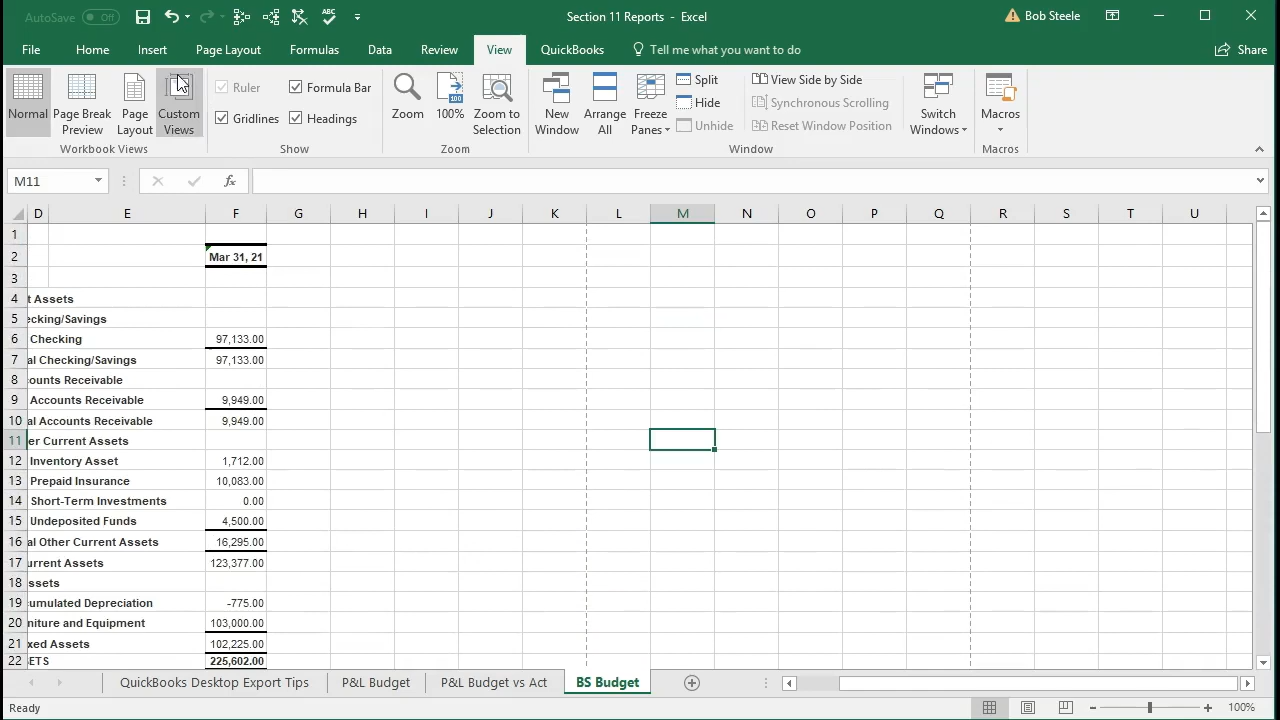 AutoSave Off ABC Section 11 Reports - Excel Bob Steele
File Home Insert Page Layout Formulas Data Review View QuickBooks Tell me what you want to do Share
Normal Page Break Preview Page Layout Custom Views
Workbook Views
Ruler Formula Bar
Gridlines Headings
Show
Zoom 100 100% Zoom to Selection
Zoom
New Window Arrange All Freeze Panes
Split
Hide
Unhide
View Side by Side
Synchronous Scrolling
Reset Window Position
Switch Windows
Window
Macros
Macros
M11 fx
D E F G H I J K L M N O P Q R S T U
1
2 Mar 31, 21
3
4 t Assets
5 ecking/Savings
6 Checking 97,133.00
7 al Checking/Savings 97,133.00
8 ounts Receivable
9 Accounts Receivable 9,949.00
10 al Accounts Receivable 9,949.00
11 er Current Assets
12 Inventory Asset 1,712.00
13 Prepaid Insurance 10,083.00
14 Short-Term Investments 0.00
15 Undeposited Funds 4,500.00
16 al Other Current Assets 16,295.00
17 urrent Assets 123,377.00
18 ssets
19 cumulated Depreciation -775.00
20 niture and Equipment 103,000.00
21 xed Assets 102,225.00
22 ETS 225,602.00
QuickBooks Desktop Export Tips P&L Budget P&L Budget vs Act BS Budget
Ready 100%